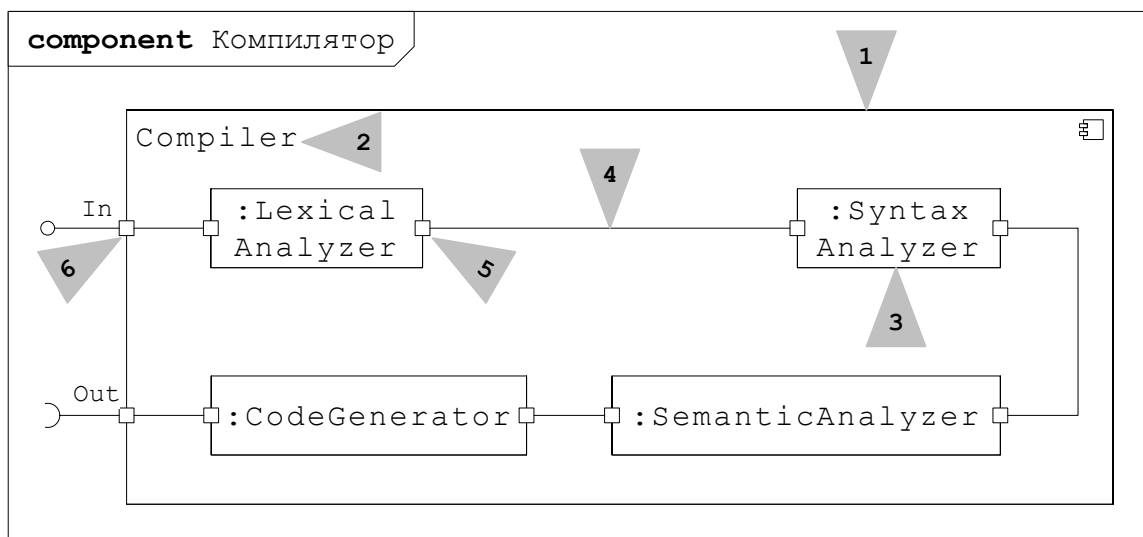 component Компилятор
1
Compiler
2
4
In
:Lexical
Analyzer
:Syntax
Analyzer
6
5
3
Out
:CodeGenerator
:SemanticAnalyzer